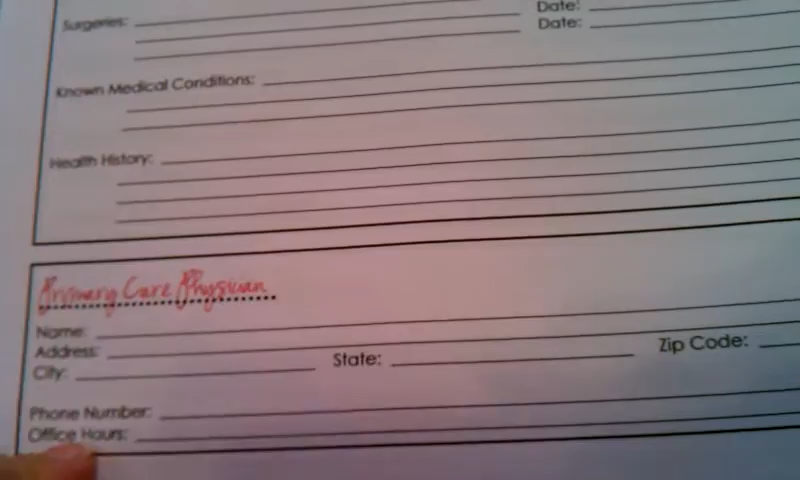 Date:
Surgeries:
Date:
Known Medical Conditions:
Health History:
Primary Care Physician
Name:
Address:
City: State: Zip Code:
Phone Number:
Office Hours: